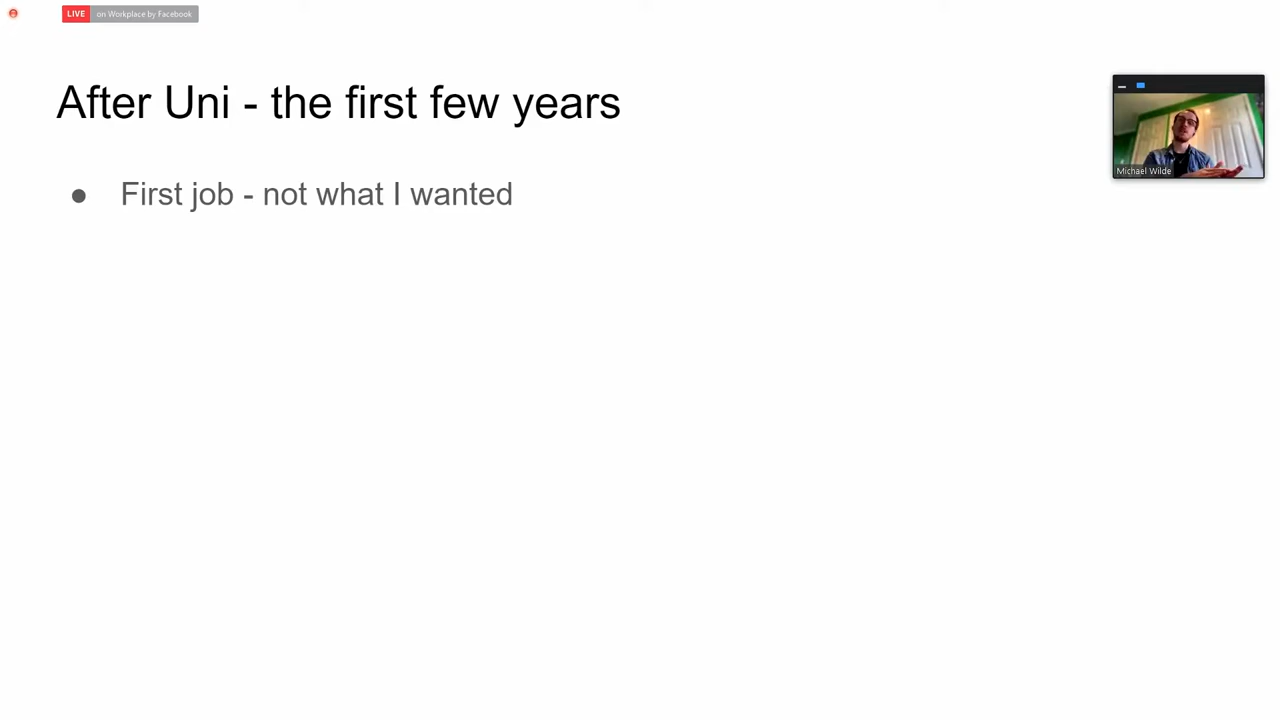 LIVE on Workplace by Facebook
After Uni - the first few years
Michael Wilde
● First job - not what I wanted